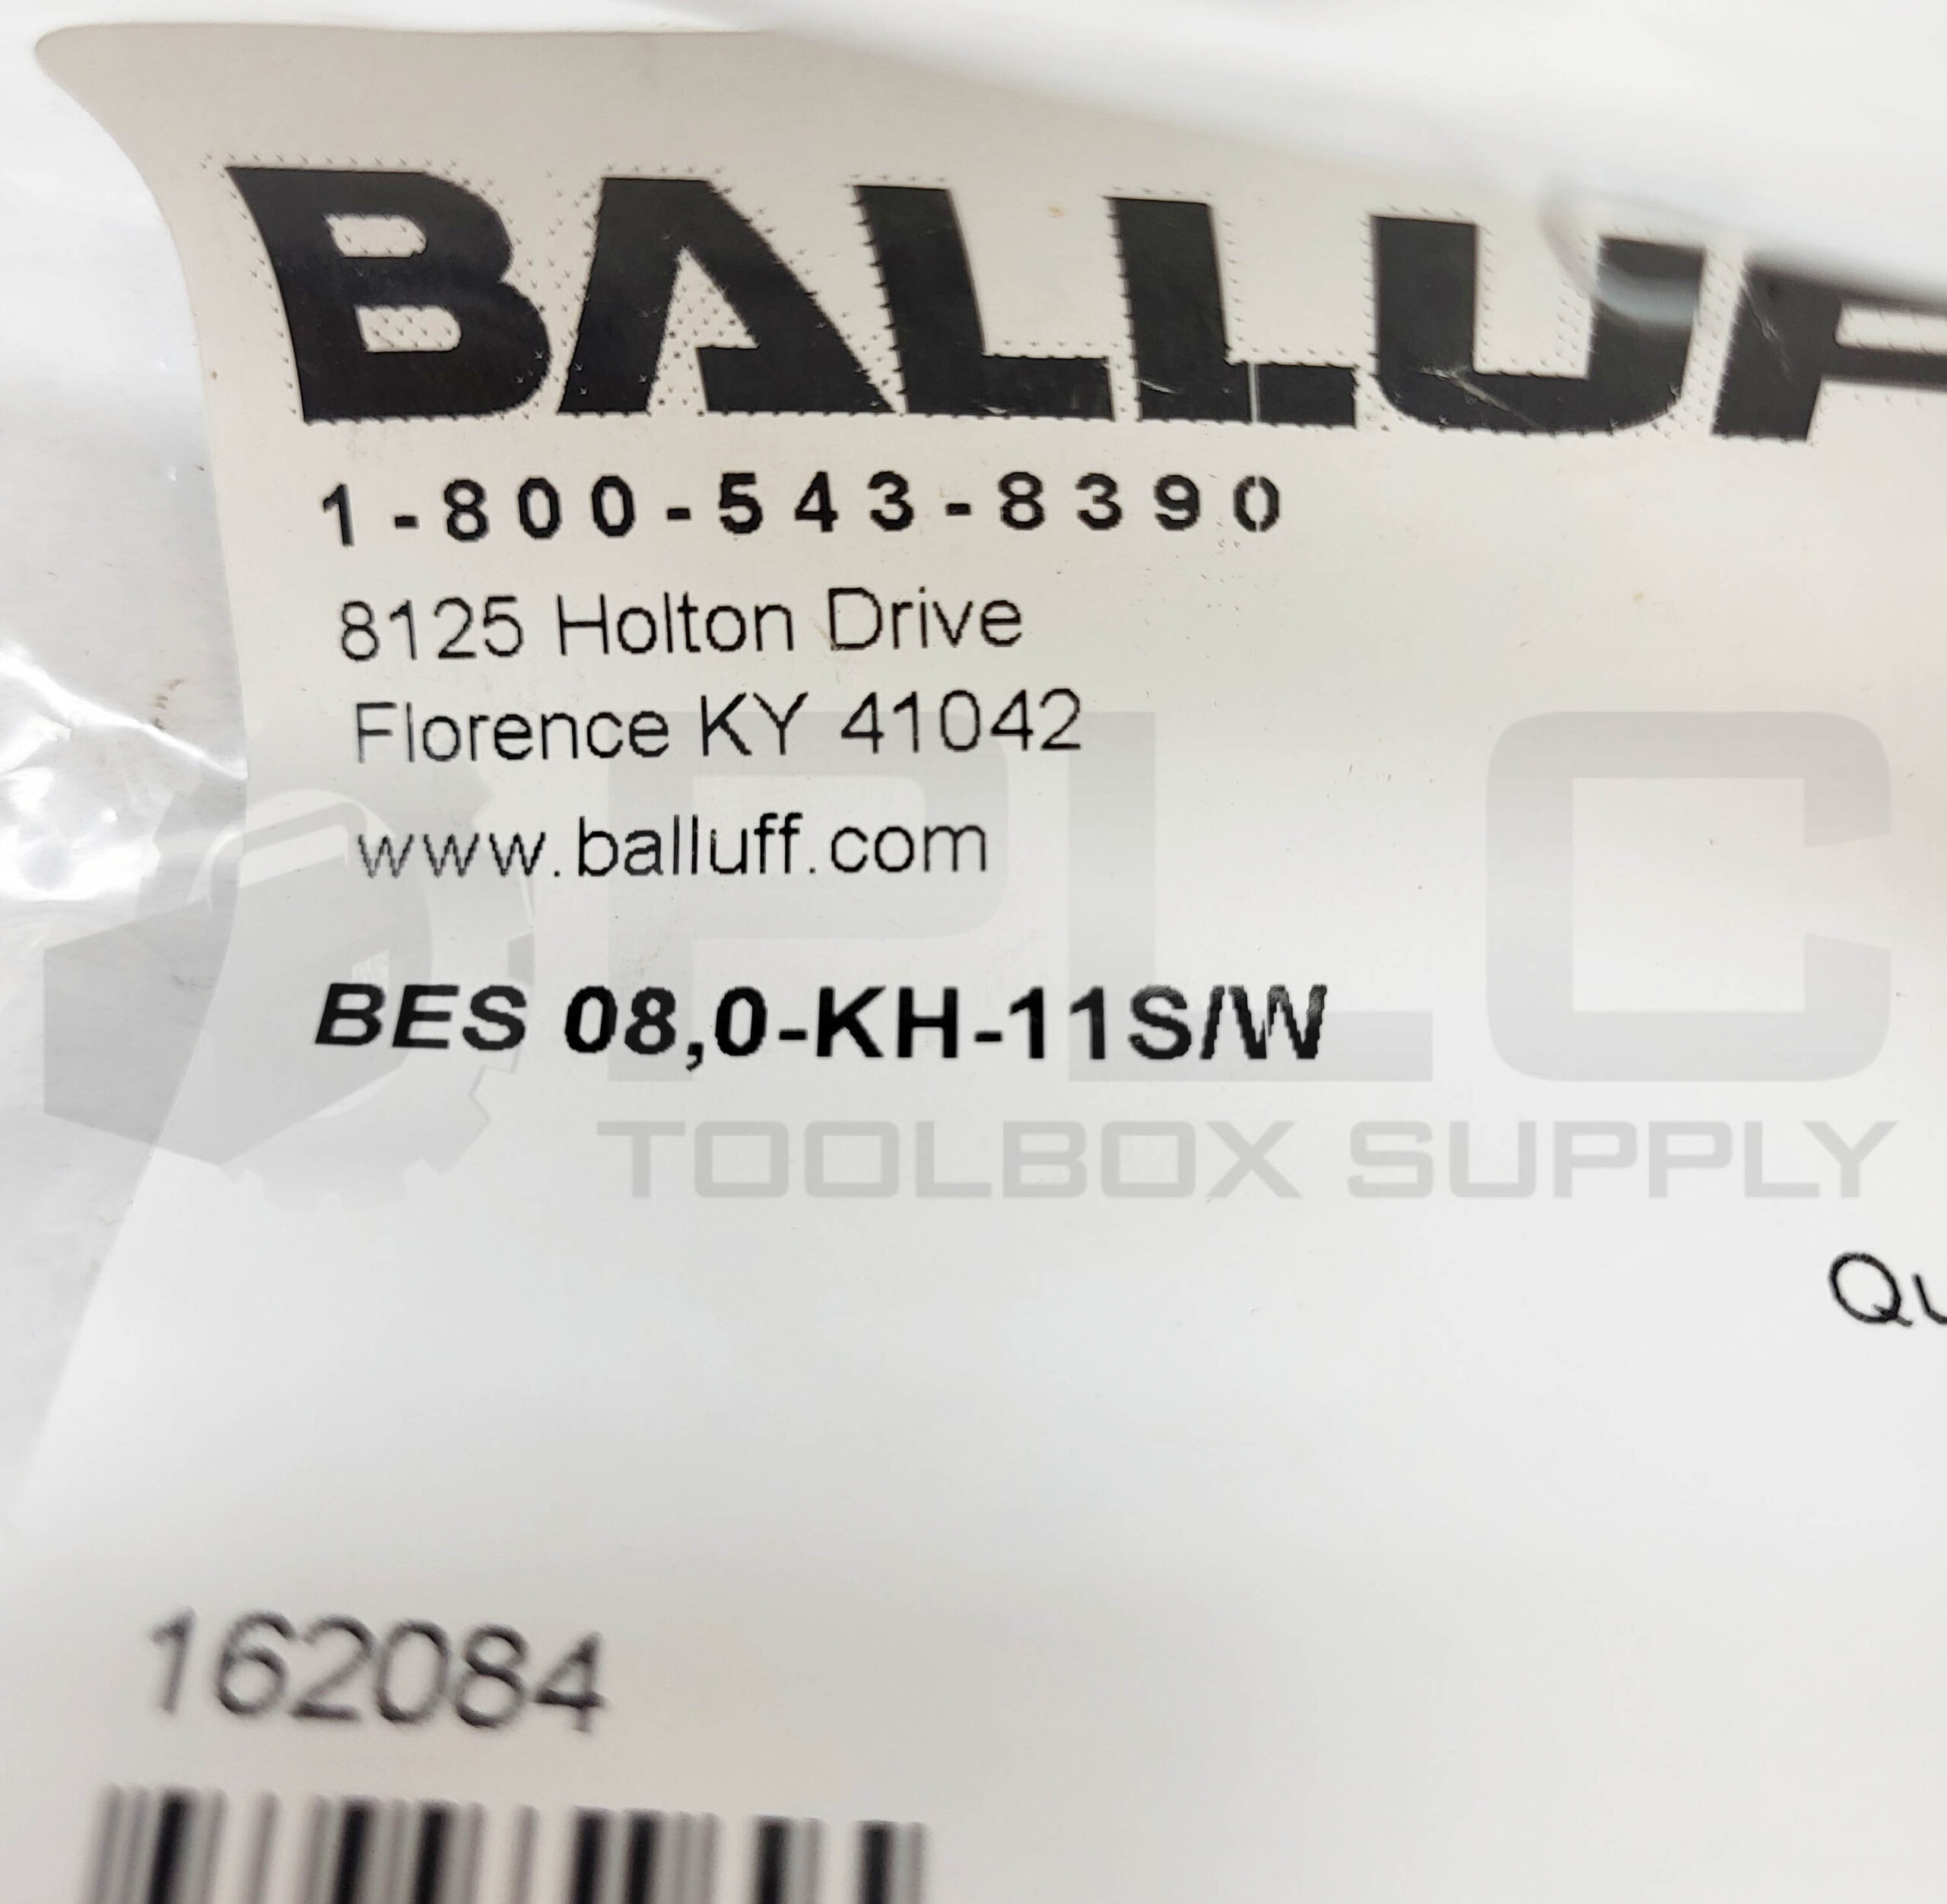 BALLUF
1-800-543-8390
8125 Holton Drive
Florence KY 41042
www.balluff.com
BES 08,0-KH-11S/W
PLC
TOOLBOX SUPPLY
Qu
162084